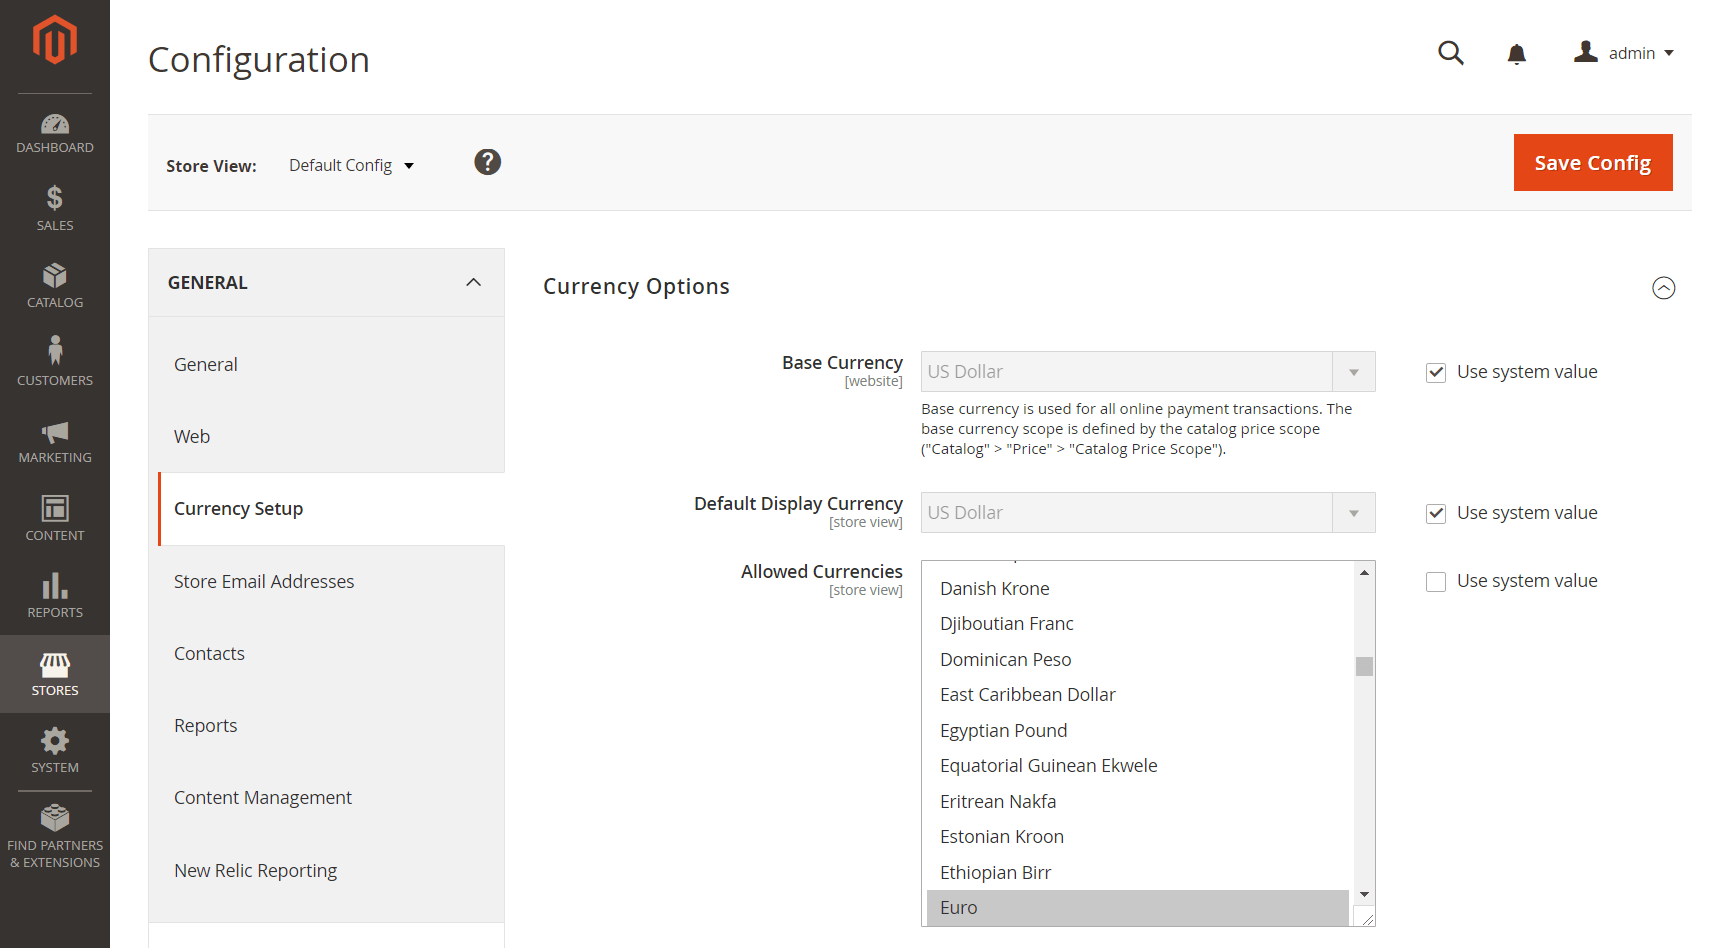 Configuration
admin
Store View:
Default Config
?
Save Config
DASHBOARD
$
SALES
CATALOG
CUSTOMERS
MARKETING
CONTENT
REPORTS
STORES
SYSTEM
FIND PARTNERS
& EXTENSIONS
GENERAL
General
Web
Currency Setup
Store Email Addresses
Contacts
Reports
Content Management
New Relic Reporting
Currency Options
Base Currency
[website]
US Dollar
Use system value
Base currency is used for all online payment transactions. The
base currency scope is defined by the catalog price scope
("Catalog" > "Price" > "Catalog Price Scope").
Default Display Currency
[store view]
US Dollar
Use system value
Allowed Currencies
[store view]
Danish Krone
Djiboutian Franc
Dominican Peso
East Caribbean Dollar
Egyptian Pound
Equatorial Guinean Ekwele
Eritrean Nakfa
Estonian Kroon
Ethiopian Birr
Euro
Use system value